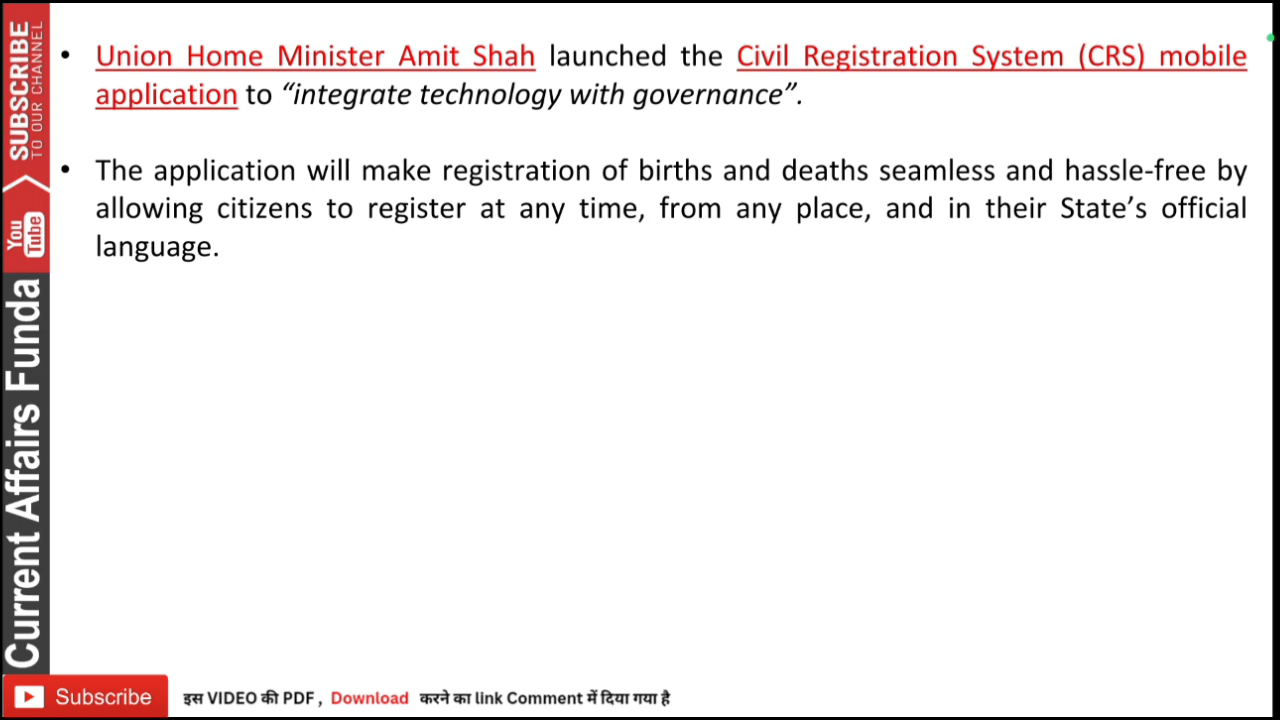 • Union Home Minister Amit Shah launched the Civil Registration System (CRS) mobile
application to “integrate technology with governance”.
• The application will make registration of births and deaths seamless and hassle-free by
allowing citizens to register at any time, from any place, and in their State’s official
language.
SUBSCRIBE
TO OUR CHANNEL
You
Tube
Current Affairs Funda
Subscribe
इस VIDEO की PDF , Download करने का link Comment में दिया गया है